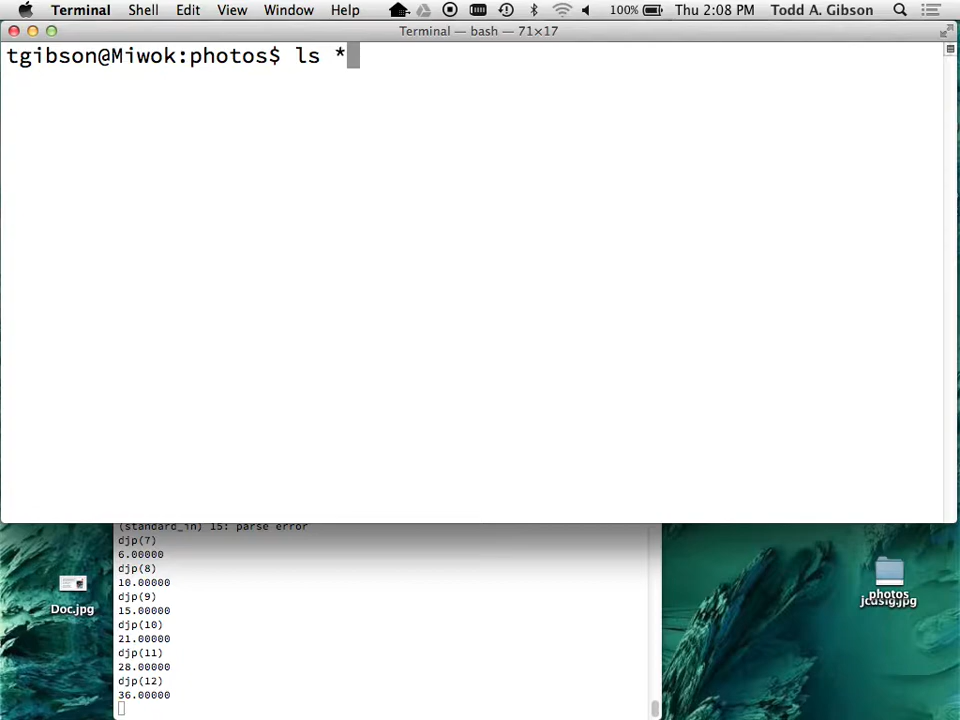 Terminal Shell Edit View Window Help 100% Thu 2:08 PM Todd A. Gibson
Terminal — bash — 71×17
tgibson@Miwok:photos$ ls *
(standard_in) 15: parse error
djp(7)
6.00000
djp(8)
10.00000
djp(9)
15.00000
djp(10)
21.00000
djp(11)
28.00000
djp(12)
36.00000
Doc.jpg
photos
jcusig.jpg